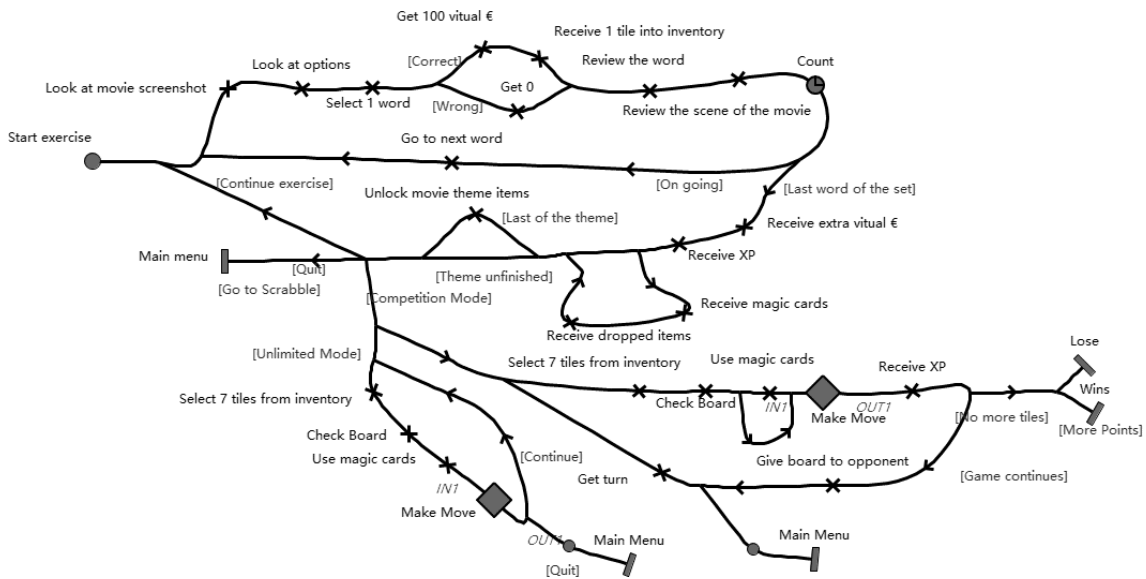 Get 100 vitual €
Receive 1 tile into inventory
[Correct]
Review the word
Count
Look at options
Look at movie screenshot
Select 1 word
Get 0
[Wrong]
Review the scene of the movie
Start exercise
Go to next word
[Continue exercise]
[On going]
[Last word of the set]
Unlock movie theme items
[Last of the theme]
Receive extra vitual €
Main menu
[Quit]
[Theme unfinished]
Receive XP
[Go to Scrabble]
[Competition Mode]
Receive magic cards
Receive dropped items
[Unlimited Mode]
Select 7 tiles from inventory
Use magic cards
Receive XP
Lose
Wins
Select 7 tiles from inventory
Check Board
IN1
Make Move
OUT1
[No more tiles]
[More Points]
Check Board
Use magic cards
[Continue]
Give board to opponent
[Game continues]
Get turn
IN1
Make Move
OUT1
Main Menu
Main Menu
[Quit]